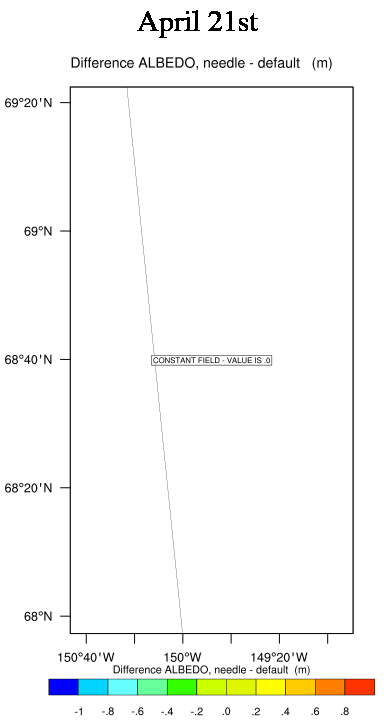 April 21st
Difference ALBEDO, needle - default (m)
69°20'N
69°N
68°40'N
CONSTANT FIELD - VALUE IS .0
68°20'N
68°N
150°40'W 150°W 149°20'W
Difference ALBEDO, needle - default (m)
-1 -.8 -.6 -.4 -.2 .0 .2 .4 .6 .8